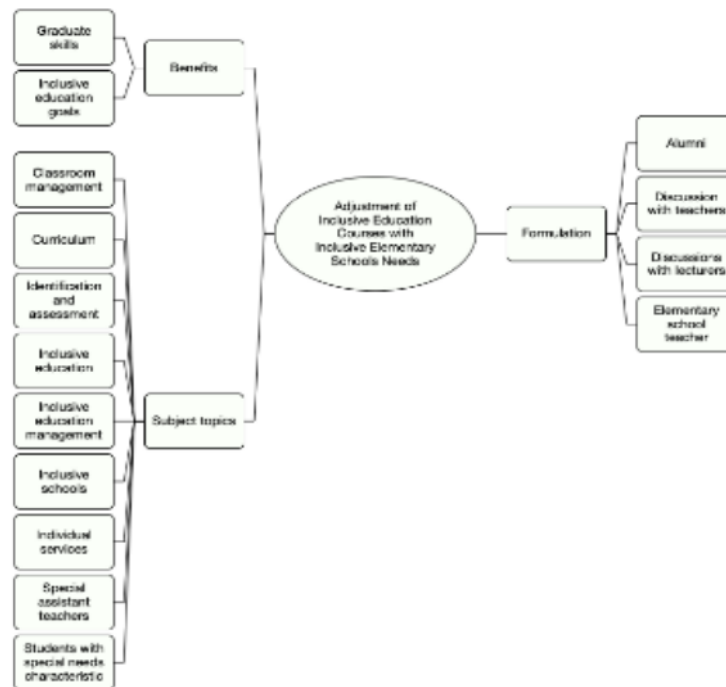 Graduate
skills
Inclusive
education
goals
Benefits
Classroom
management
Curriculum
Identification
and
assessment
Inclusive
education
Inclusive
education
management
Inclusive
schools
Individual
services
Special
assistant
teachers
Students with
special needs
characteristic
Subject topics
Adjustment of
Inclusive Education
Courses with
Inclusive Elementary
Schools Needs
Formulation
Alumni
Discussion
with teachers
Discussions
with lecturers
Elementary
school
teacher